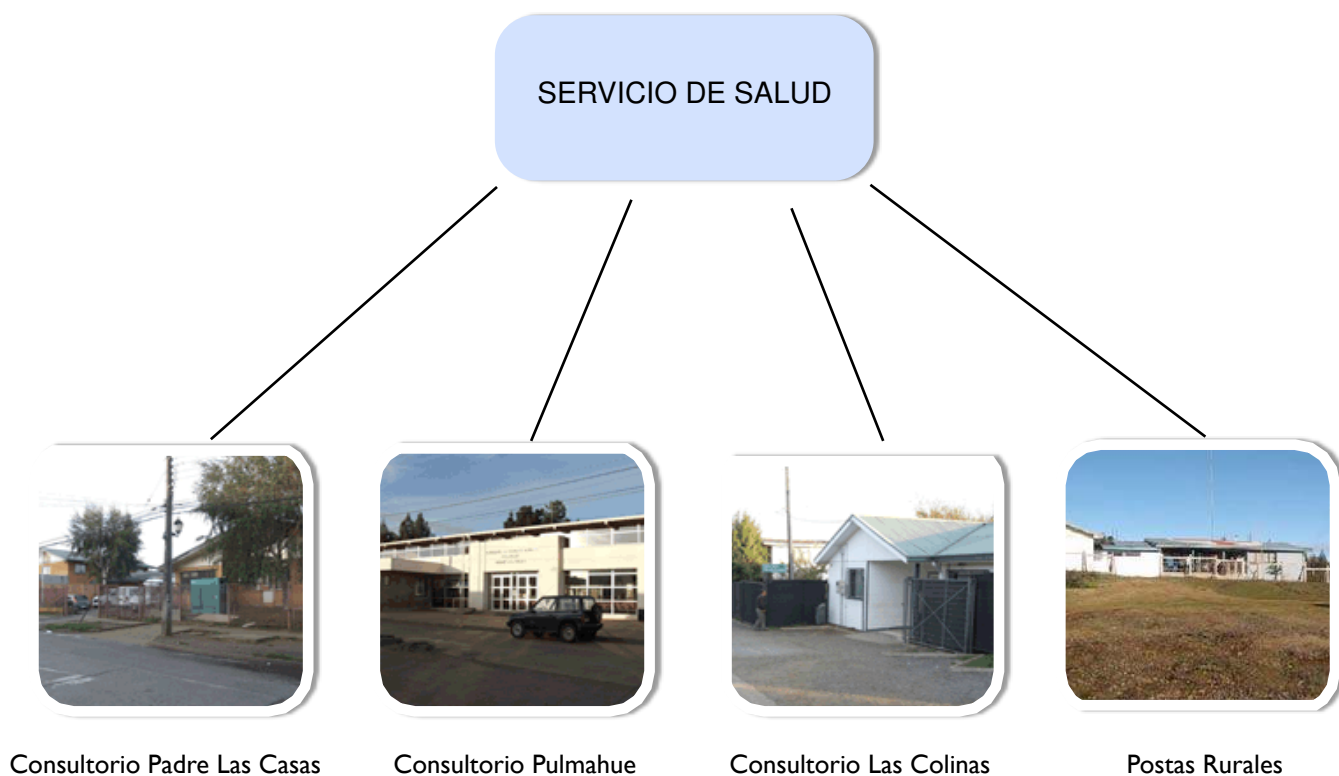 SERVICIO DE SALUD
Consultorio Padre Las Casas
Consultorio Pulmahue
Consultorio Las Colinas
Postas Rurales